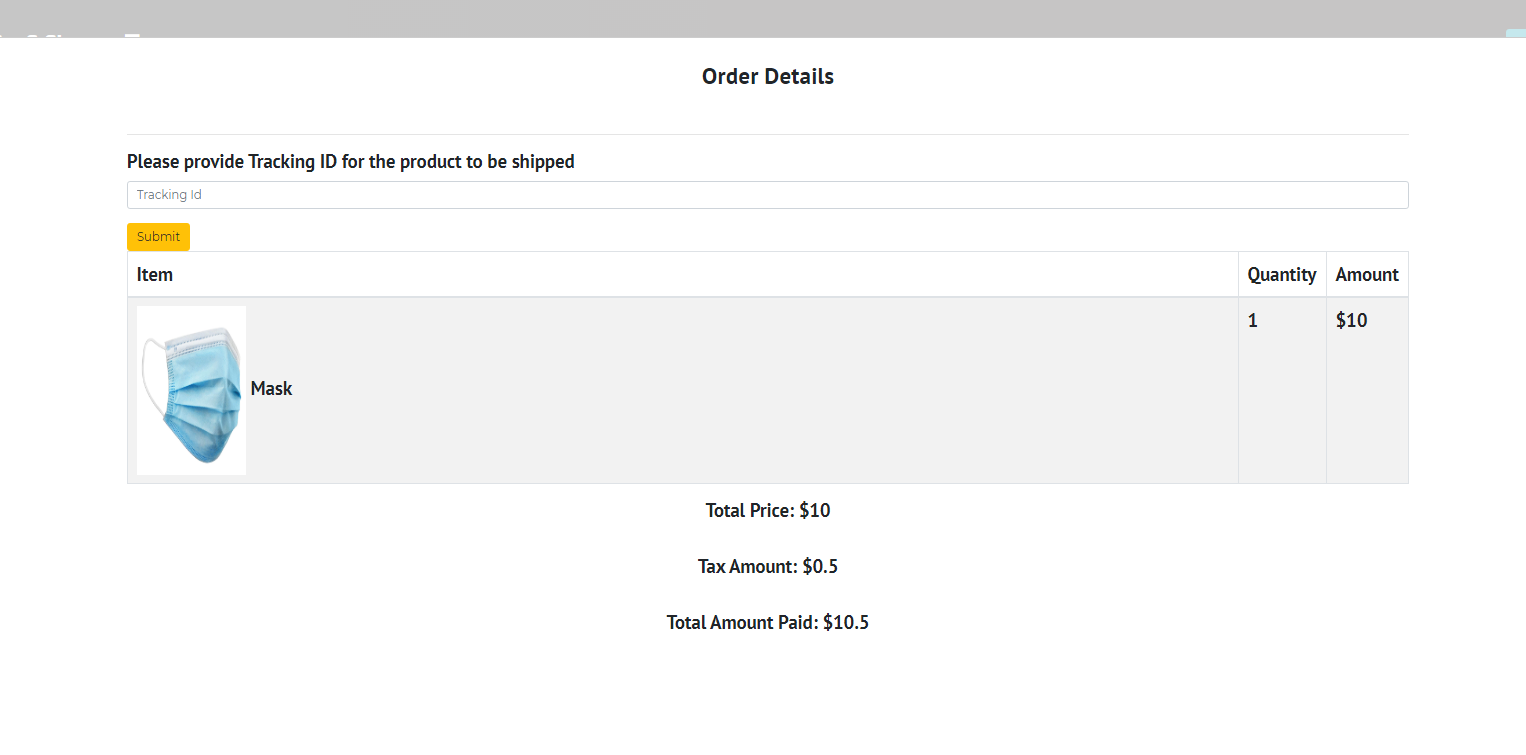 Order Details
Please provide Tracking ID for the product to be shipped
Tracking Id
Submit
Item Quantity Amount
Mask 1 $10
Total Price: $10
Tax Amount: $0.5
Total Amount Paid: $10.5